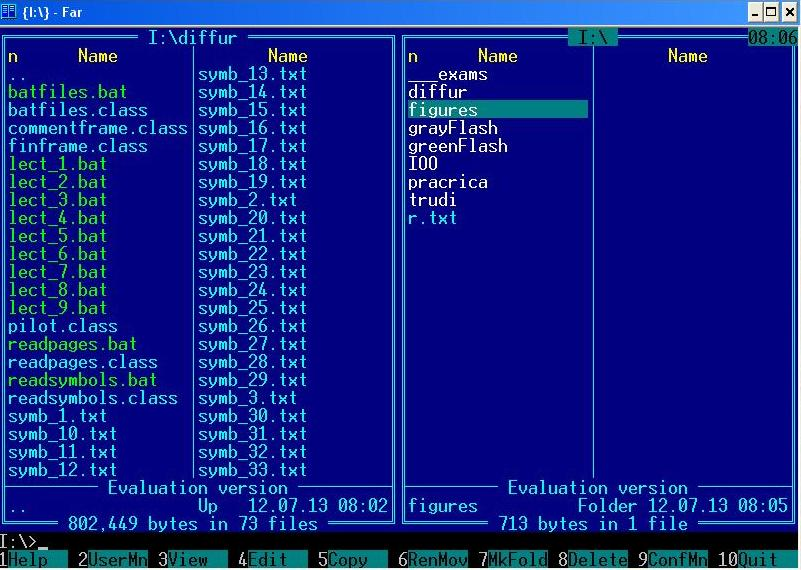 {I:\} - Far
I:\diffur
n Name Name
.. symb_13.txt
batfiles.bat symb_14.txt
batfiles.class symb_15.txt
commentframe.class symb_16.txt
finframe.class symb_17.txt
lect_1.bat symb_18.txt
lect_2.bat symb_19.txt
lect_3.bat symb_2.txt
lect_4.bat symb_20.txt
lect_5.bat symb_21.txt
lect_6.bat symb_22.txt
lect_7.bat symb_23.txt
lect_8.bat symb_24.txt
lect_9.bat symb_25.txt
pilot.class symb_26.txt
readpages.bat symb_27.txt
readpages.class symb_28.txt
readsymbols.bat symb_29.txt
readsymbols.class symb_3.txt
symb_1.txt symb_30.txt
symb_10.txt symb_31.txt
symb_11.txt symb_32.txt
symb_12.txt symb_33.txt
Evaluation version
.. Up 12.07.13 08:02
802,449 bytes in 73 files
I:\ 08:06
n Name Name
___exams
diffur
figures
grayFlash
greenFlash
IOO
pracrica
trudi
r.txt
Evaluation version
figures Folder 12.07.13 08:05
713 bytes in 1 file
I:\>_
1Help 2UserMn 3View 4Edit 5Copy 6RenMov 7MkFold 8Delete 9ConfMn 10Quit